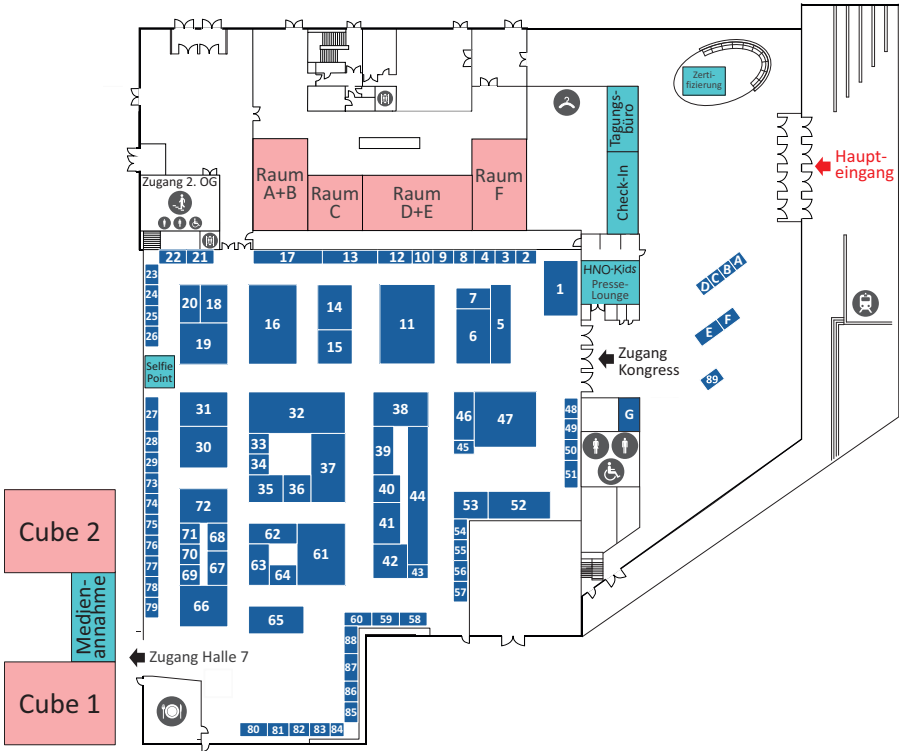 Zerti-
fizierung
Tagungs-
büro
Haupt-
eingang
Check-In
Zugang 2. OG
Raum
A+B
Raum
C
Raum
D+E
Raum
F
22 21 17 13 12 10 9 8 4 3 2
HNO-Kids
Presse-
Lounge
A
B
C
D
1
23
24
25
26
20 18
19
16
14
15
11
7
6
5
F
E
Zugang
Kongress
Selfie
Point
89
27
28
29
73
74
75
76
77
78
79
31
30
32
33
34
35 36
37
38
39
40
41
42
44
43
46
45
47
48
49
50
51
G
72
71 68
70
69 67
66
62
63
64
61
65
53 52
54
55
56
57
60 59 58
88
87
86
85
80 81 82 83 84
Cube 2
Medien-
annahme
Cube 1
Zugang Halle 7